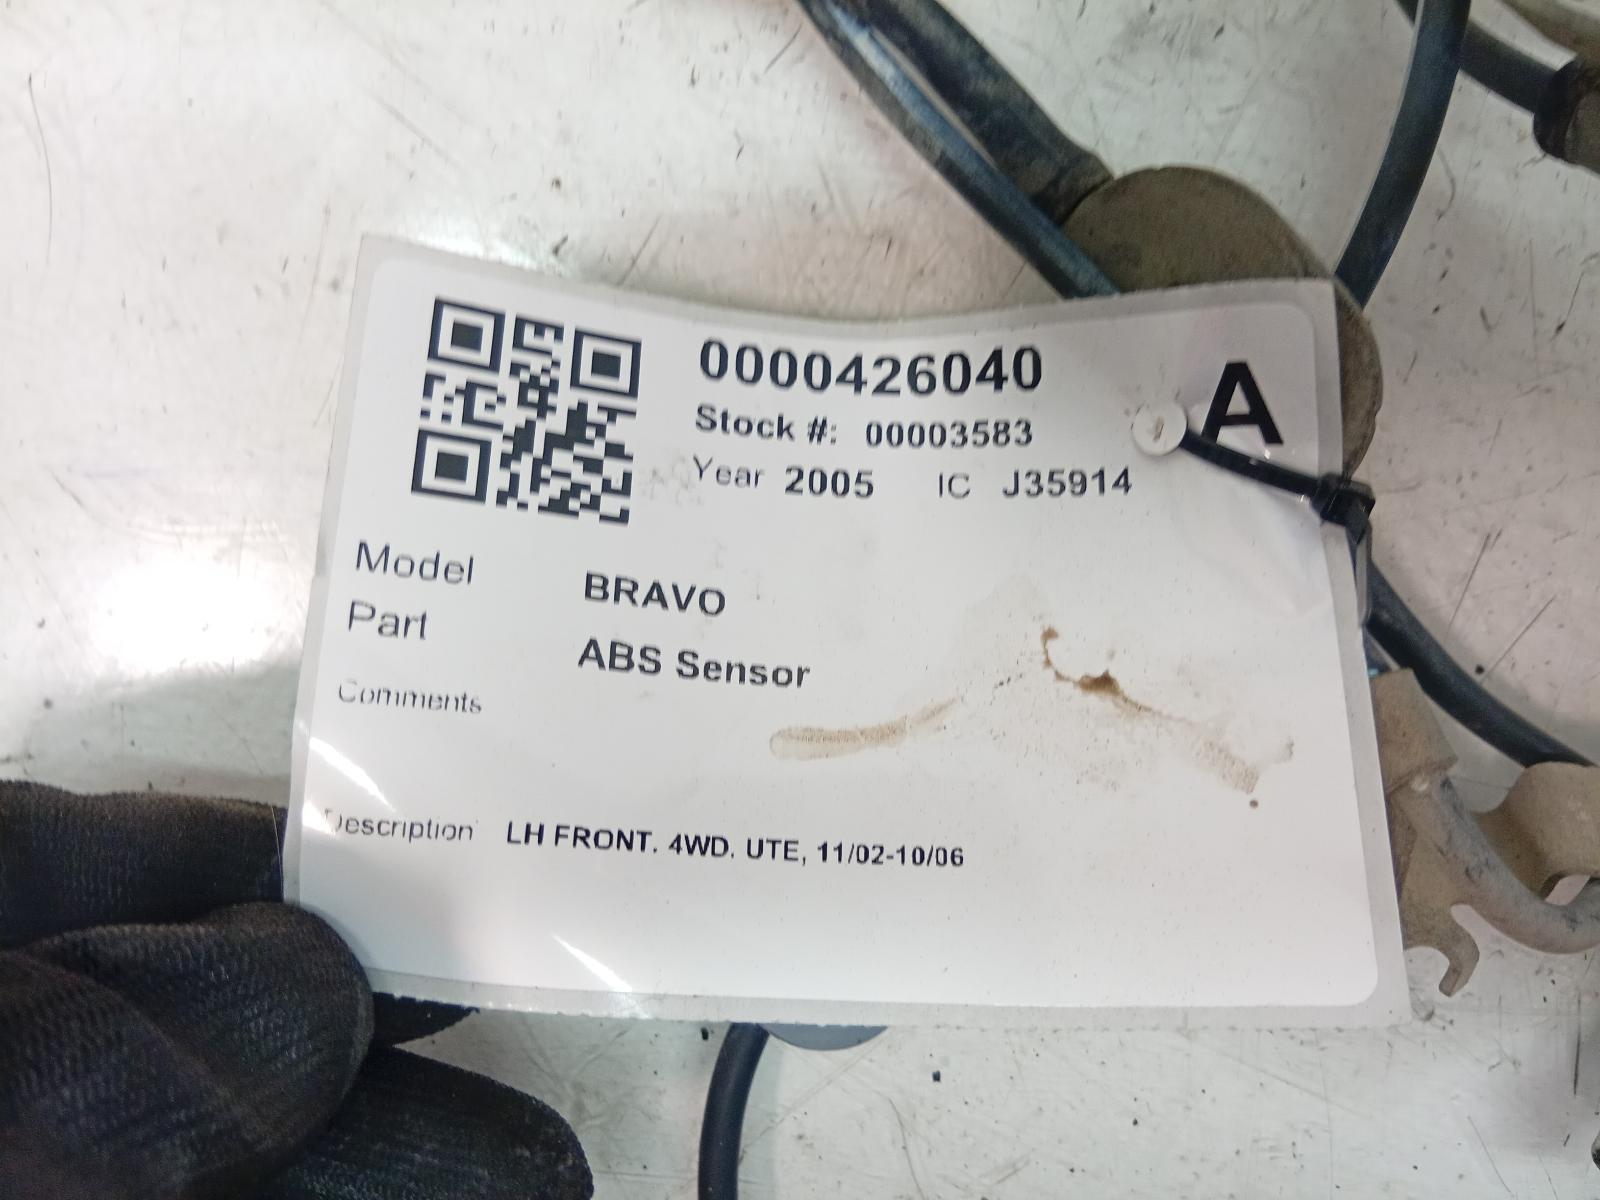 0000426040
A
Stock #: 00003583
Year 2005 IC J35914
Model BRAVO
Part ABS Sensor
Comments
Description LH FRONT. 4WD. UTE, 11/02-10/06